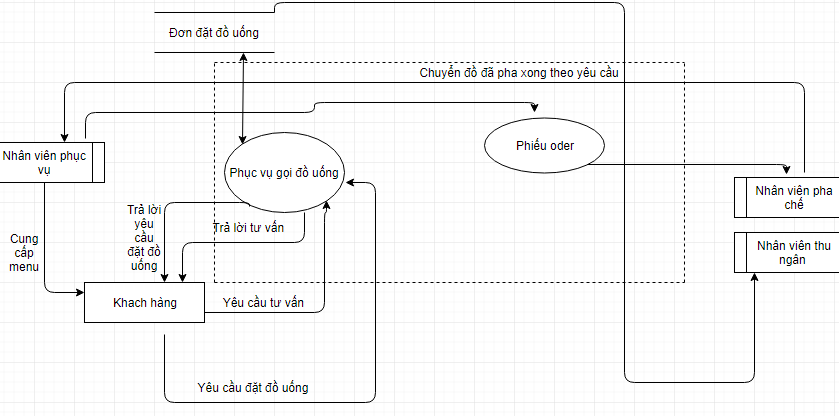 Đơn đặt đồ uống
Chuyển đồ đã pha xong theo yêu cầu
Nhân viên phục
vụ
Phục vụ gọi đồ uống
Phiếu oder
Nhân viên pha
chế
Nhân viên thu
ngân
Cung
cấp
menu
Trả lời
yêu
cầu
đặt đồ
uống
Trả lời tư vấn
Khach hàng
Yêu cầu tư vấn
Yêu cầu đặt đồ uống